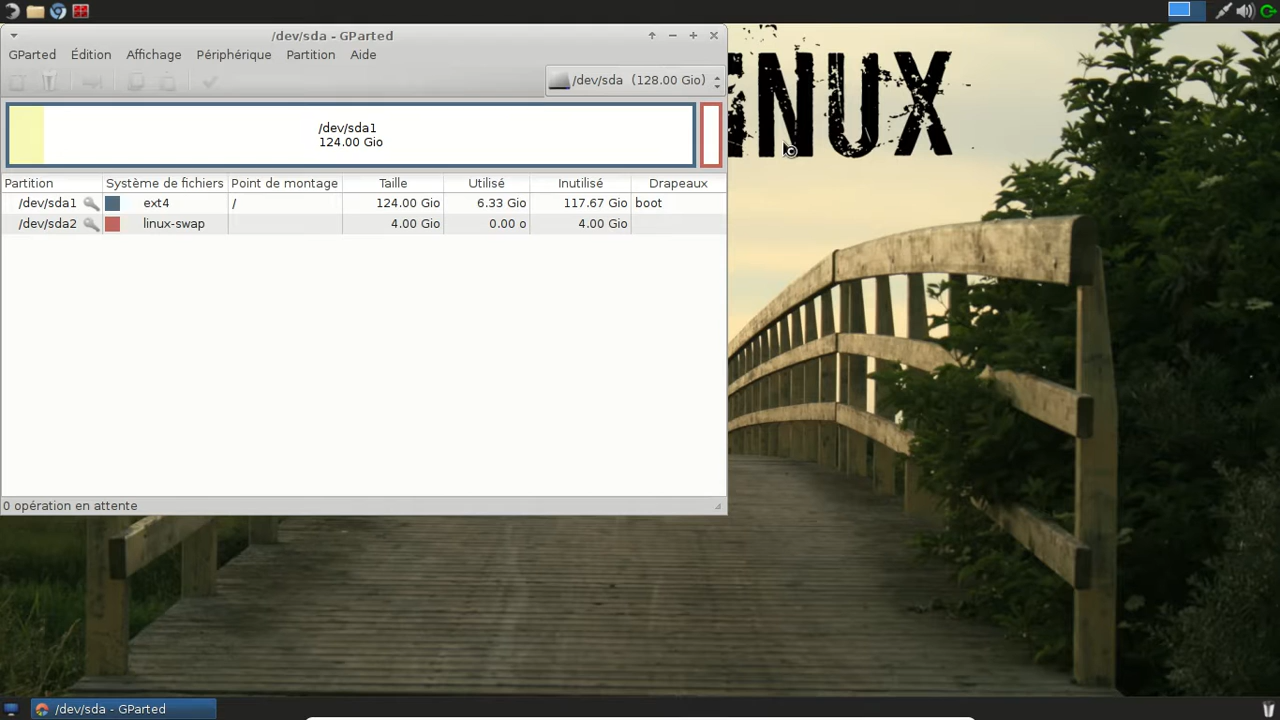 /dev/sda - GParted
GParted Édition Affichage Périphérique Partition Aide
/dev/sda (128.00 Gio)
/dev/sda1
124.00 Gio
Partition Système de fichiers Point de montage Taille Utilisé Inutilisé Drapeaux
/dev/sda1 ext4 / 124.00 Gio 6.33 Gio 117.67 Gio boot
/dev/sda2 linux-swap 4.00 Gio 0.00 o 4.00 Gio
0 opération en attente
NUX
/dev/sda - GParted